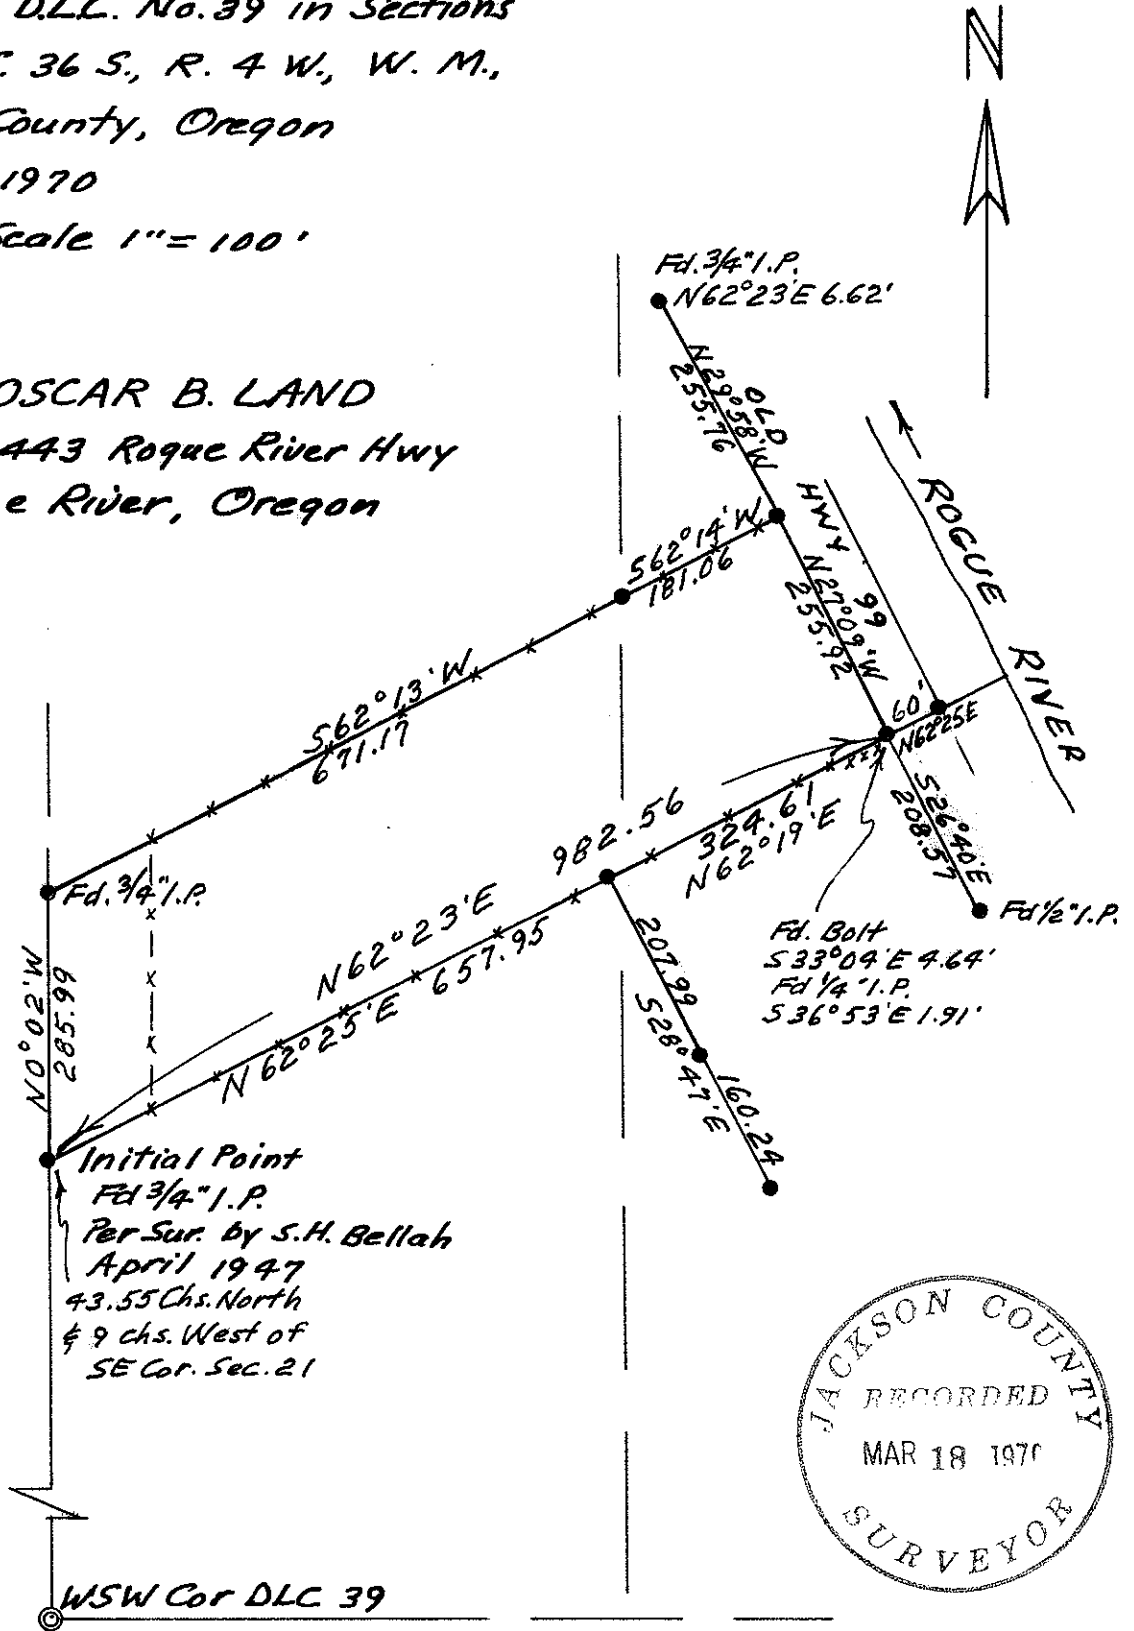 D.L.C. No. 39 in Sections
36 S., R. 4 W., W. M.,
County, Oregon
1970
Scale 1" = 100'
N
OSCAR B. LAND
443 Rogue River Hwy
e River, Oregon
Fd. 3/4" I.P.
N62°23'E 6.62'
N 29°58'W
255.76
OLD
HWY 99
ROGUE RIVER
S62°14'W
181.06
N 27°09'W
255.92
S62°13'W
671.17
60'
N62°25E
S26°40'E
208.57
Fd 1/2" I.P.
982.56
324.61
N62°19'E
Fd. 3/4" I.P.
Fd. Bolt
S 33°04'E 4.64'
Fd 1/4" I.P.
S 36°53'E 1.91'
N62°23'E
657.95
N 62°25'E
N0°02'W
285.99
207.99
S28°47'E
160.24
Initial Point
Fd 3/4" I.P.
Per Sur. by S.H. Bellah
April 1947
43.55 Chs. North
& 9 chs. West of
SE Cor. Sec. 21
JACKSON COUNTY
RECORDED
MAR 18 1970
SURVEYOR
WSW Cor DLC 39